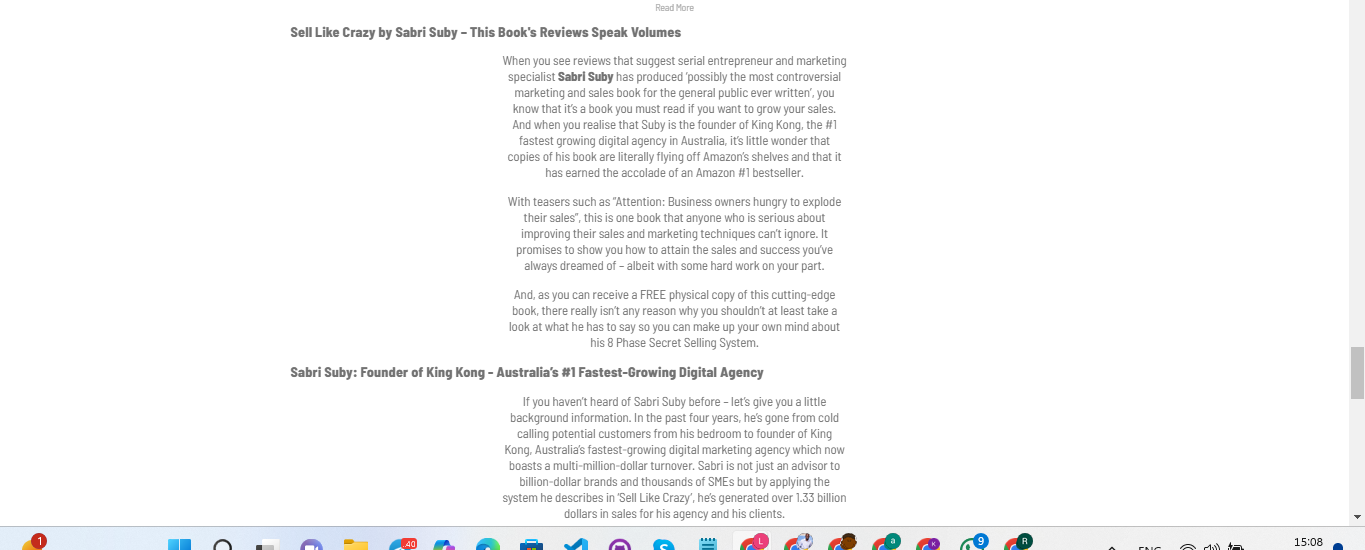 Read More
Sell Like Crazy by Sabri Suby – This Book's Reviews Speak Volumes
When you see reviews that suggest serial entrepreneur and marketing
specialist Sabri Suby has produced 'possibly the most controversial
marketing and sales book for the general public ever written', you
know that it's a book you must read if you want to grow your sales.
And when you realise that Suby is the founder of King Kong, the #1
fastest growing digital agency in Australia, it's little wonder that
copies of his book are literally flying off Amazon's shelves and that it
has earned the accolade of an Amazon #1 bestseller.
With teasers such as "Attention: Business owners hungry to explode
their sales", this is one book that anyone who is serious about
improving their sales and marketing techniques can't ignore. It
promises to show you how to attain the sales and success you've
always dreamed of – albeit with some hard work on your part.
And, as you can receive a FREE physical copy of this cutting-edge
book, there really isn't any reason why you shouldn't at least take a
look at what he has to say so you can make up your own mind about
his 8 Phase Secret Selling System.
Sabri Suby: Founder of King Kong - Australia's #1 Fastest-Growing Digital Agency
If you haven't heard of Sabri Suby before – let's give you a little
background information. In the past four years, he's gone from cold
calling potential customers from his bedroom to founder of King
Kong, Australia's fastest-growing digital marketing agency which now
boasts a multi-million-dollar turnover. Sabri is not just an advisor to
billion-dollar brands and thousands of SMEs but by applying the
system he describes in 'Sell Like Crazy', he's generated over 1.33 billion
dollars in sales for his agency and his clients.
1
40
L
a
K
9
R
ENG
15:08